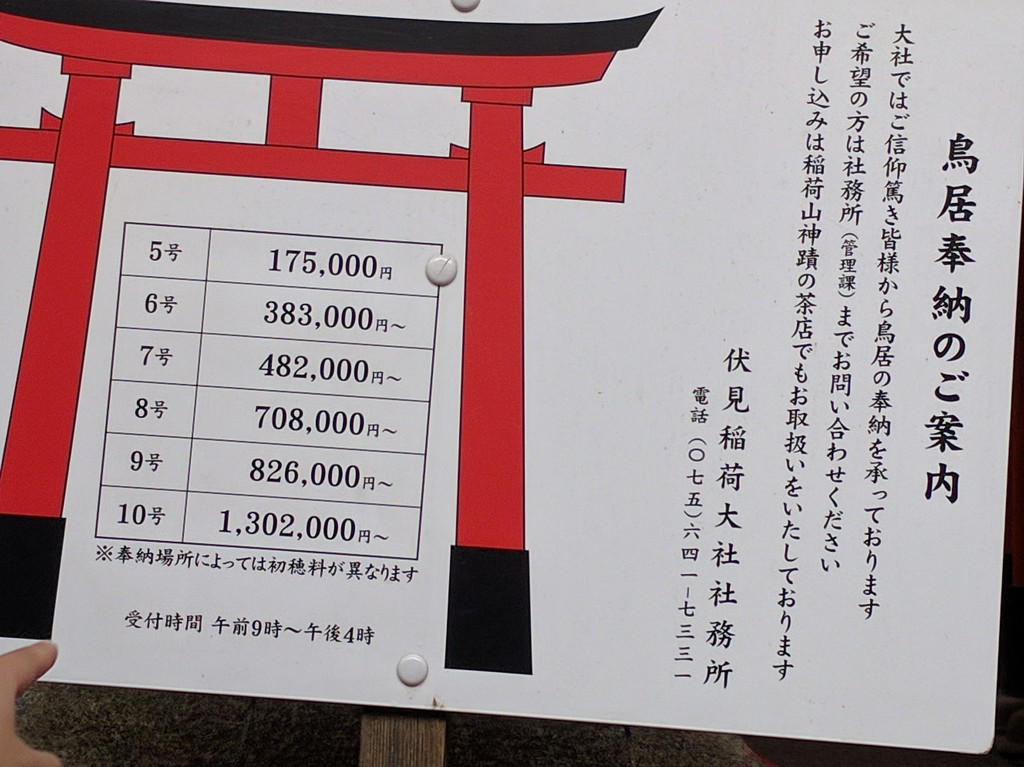 鳥居奉納のご案内
大社ではご信仰篤き皆様から鳥居の奉納を承っております
ご希望の方は社務所(管理課)までお問い合わせください
お申し込みは稲荷山神蹟の茶店でもお取扱いをいたしております
伏見稲荷大社社務所
電話(〇七五)六四一-七三三一
5号 175,000円
6号 383,000円～
7号 482,000円～
8号 708,000円～
9号 826,000円～
10号 1,302,000円～
※奉納場所によっては初穂料が異なります
受付時間 午前9時～午後4時